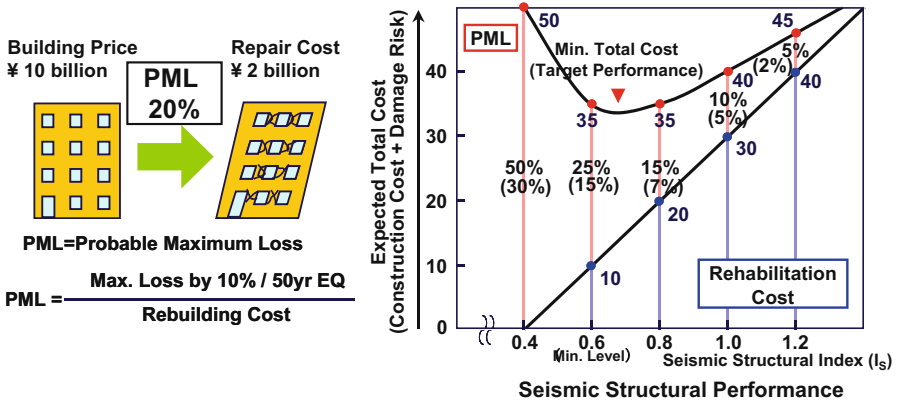 Building Price
¥ 10 billion
Repair Cost
¥ 2 billion
PML
20%
PML=Probable Maximum Loss
PML = Max. Loss by 10% / 50yr EQ
Rebuilding Cost
Expected Total Cost
(Construction Cost + Damage Risk)
40
30
20
10
0
PML
50
Min. Total Cost
(Target Performance)
35
35
40
45
50%
(30%)
25%
(15%)
15%
(7%)
10%
(5%)
5%
(2%)
10
20
30
40
Rehabilitation
Cost
0.4
0.6
0.8
1.0
1.2
(Min. Level)
Seismic Structural Index (IS)
Seismic Structural Performance